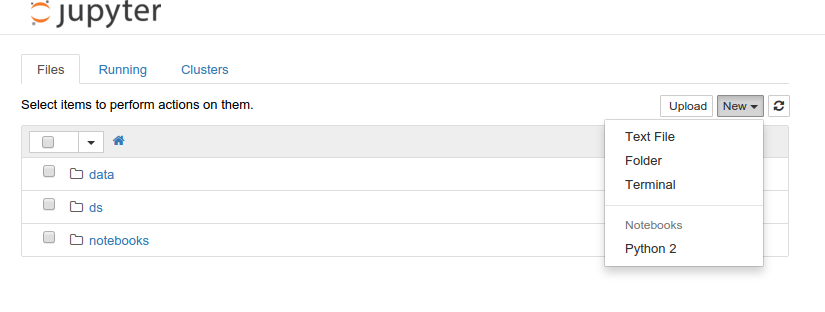 jupyter
Files Running Clusters
Select items to perform actions on them.
Upload New
Text File
Folder
Terminal
Notebooks
Python 2
data
ds
notebooks